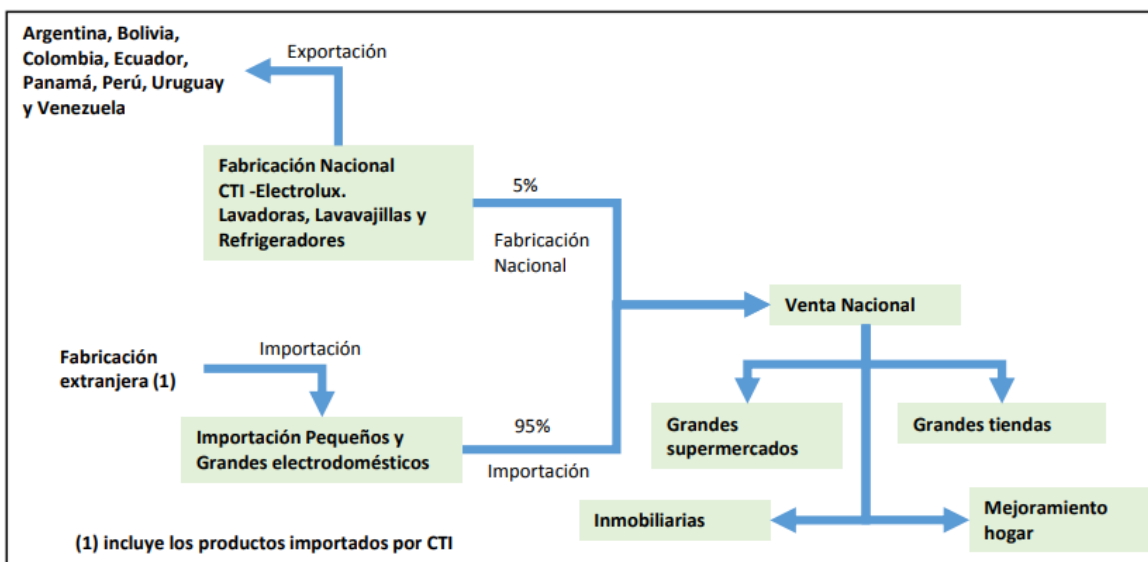 Argentina, Bolivia,
Colombia, Ecuador,
Panamá, Perú, Uruguay
y Venezuela
Exportación
Fabricación Nacional
CTI -Electrolux.
Lavadoras, Lavavajillas y
Refrigeradores
5%
Fabricación
Nacional
Venta Nacional
Fabricación
extranjera (1)
Importación
Importación Pequeños y
Grandes electrodomésticos
95%
Importación
Grandes
supermercados
Grandes tiendas
Inmobiliarias
Mejoramiento
hogar
(1) incluye los productos importados por CTI